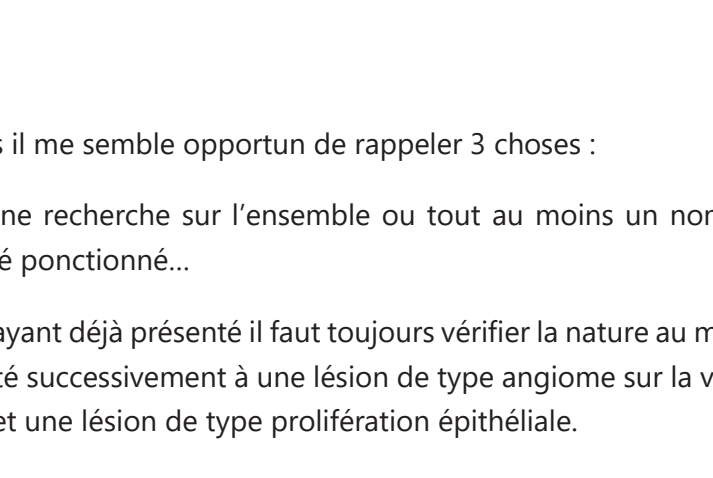 s il me semble opportun de rappeler 3 choses :
ne recherche sur l’ensemble ou tout au moins un nor
é ponctionné…
ayant déjà présenté il faut toujours vérifier la nature au m
té successivement à une lésion de type angiome sur la v
et une lésion de type prolifération épithéliale.